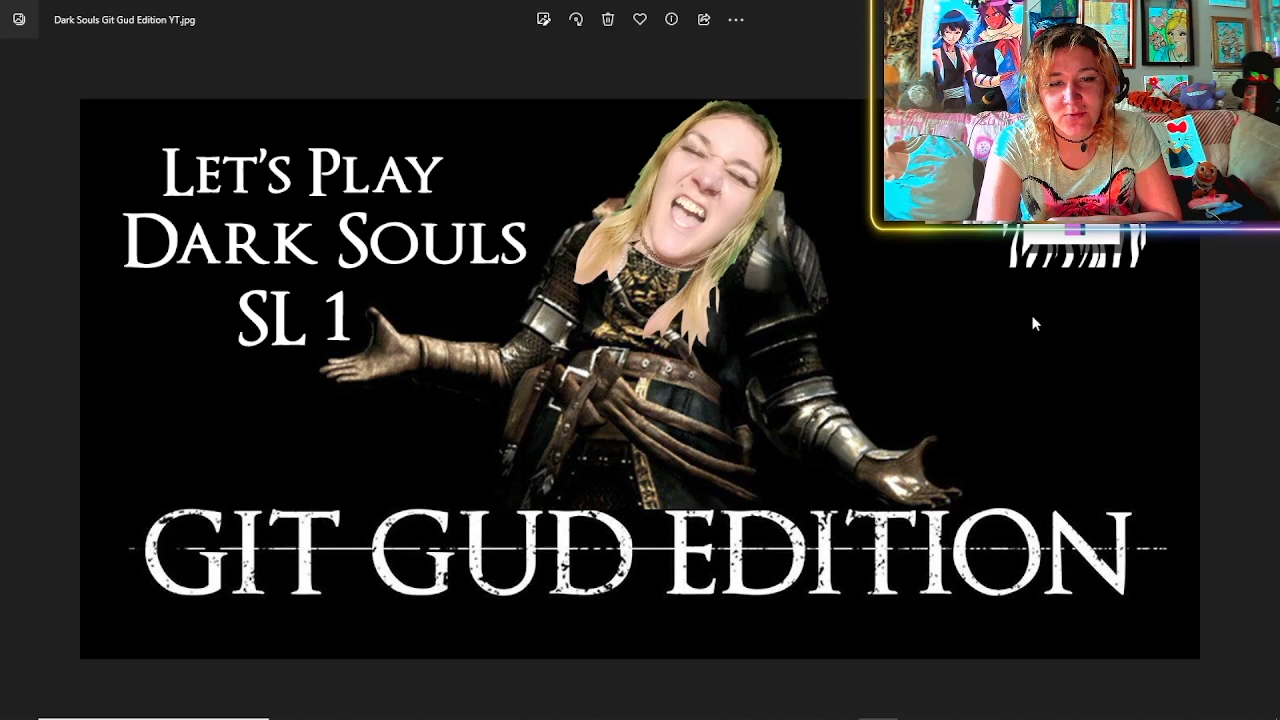 Dark Souls Git Gud Edition YT.jpg
LET'S PLAY
DARK SOULS
SL 1
GIT GUD EDITION